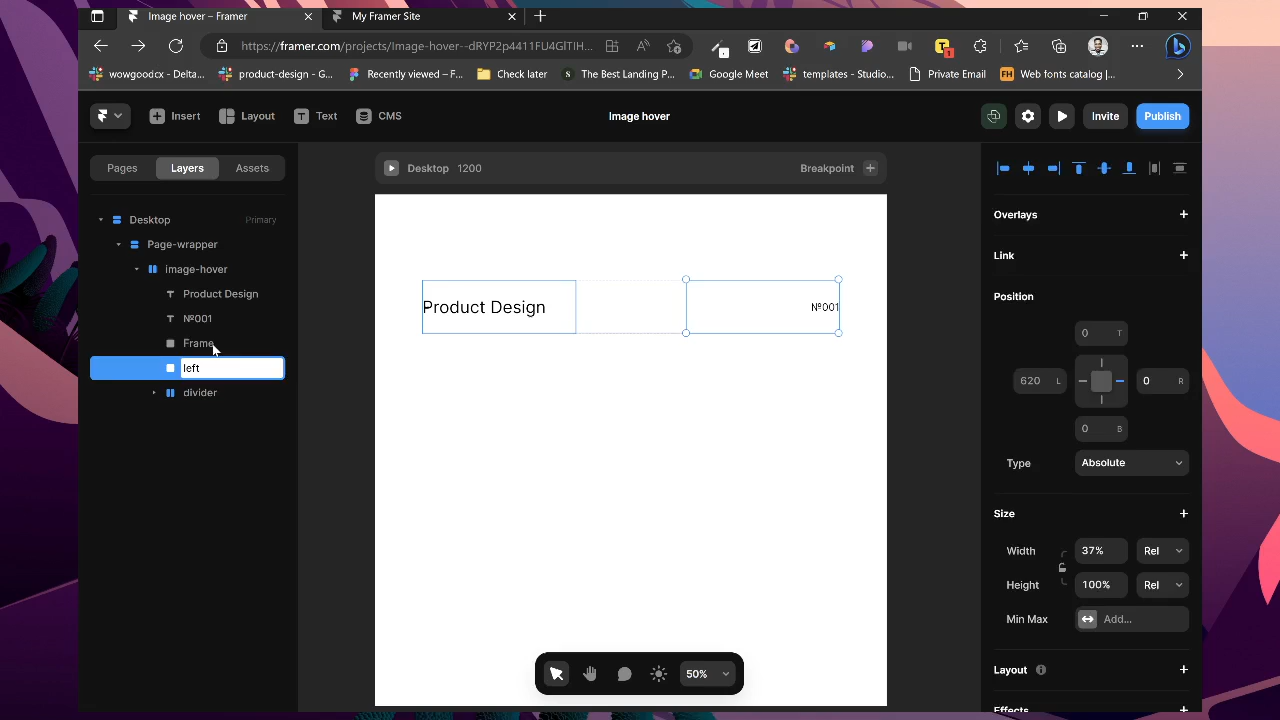 Image hover – Framer
My Framer Site
https://framer.com/projects/Image-hover--dRYP2p4411FU4GlTIH...
wowgoodcx - Delta...
product-design - G...
Recently viewed – F...
Check later
The Best Landing P...
Google Meet
templates - Studio...
Private Email
Web fonts catalog |...
Insert
Layout
Text
CMS
Image hover
Invite
Publish
Pages
Layers
Assets
Desktop 1200
Breakpoint
Desktop
Primary
Page-wrapper
image-hover
Product Design
№001
Frame
left
divider
Product Design
№001
Overlays
Link
Position
0 T
620 L
0 R
0 B
Type
Absolute
Size
Width
37%
Rel
Height
100%
Rel
Min Max
Add...
Layout
Effects
50%